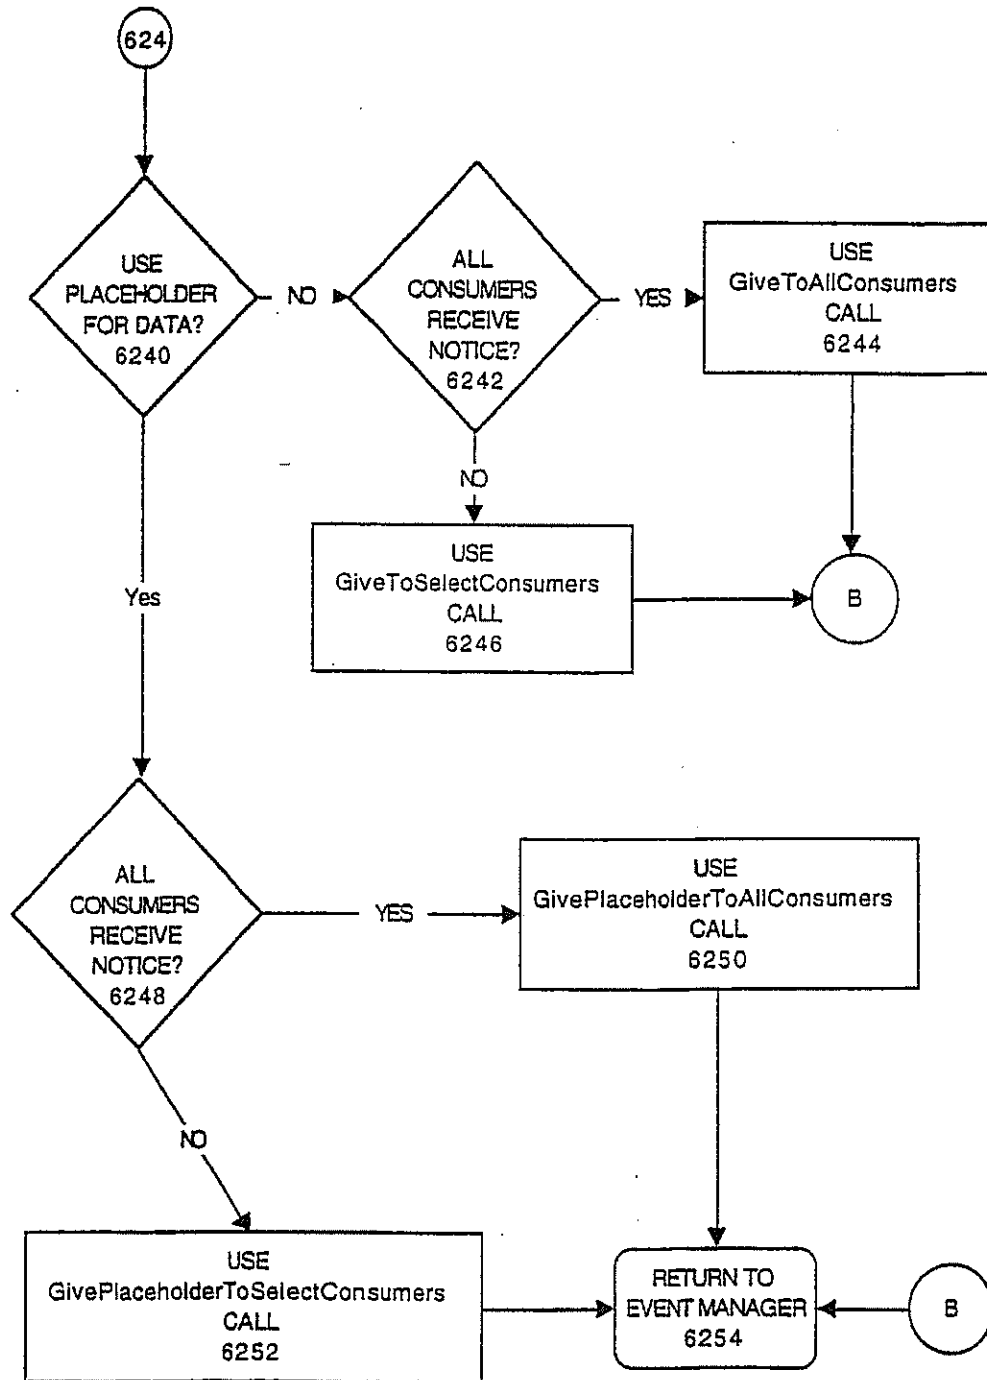 624
USE
PLACEHOLDER
FOR DATA?
6240
NO
ALL
CONSUMERS
RECEIVE
NOTICE?
6242
YES
USE
GiveToAllConsumers
CALL
6244
NO
USE
GiveToSelectConsumers
CALL
6246
B
Yes
ALL
CONSUMERS
RECEIVE
NOTICE?
6248
YES
USE
GivePlaceholderToAllConsumers
CALL
6250
NO
USE
GivePlaceholderToSelectConsumers
CALL
6252
RETURN TO
EVENT MANAGER
6254
B